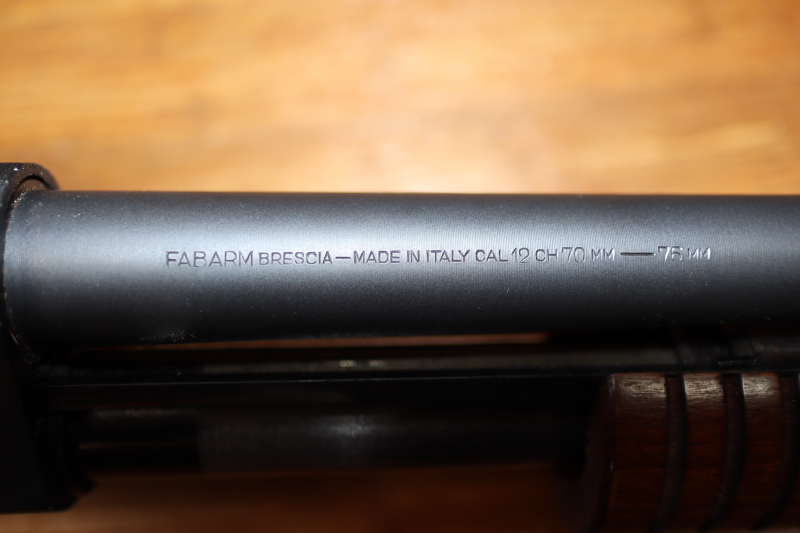 FABARM BRESCIA — MADE IN ITALY CAL 12 CH 70 MM — 76 MM